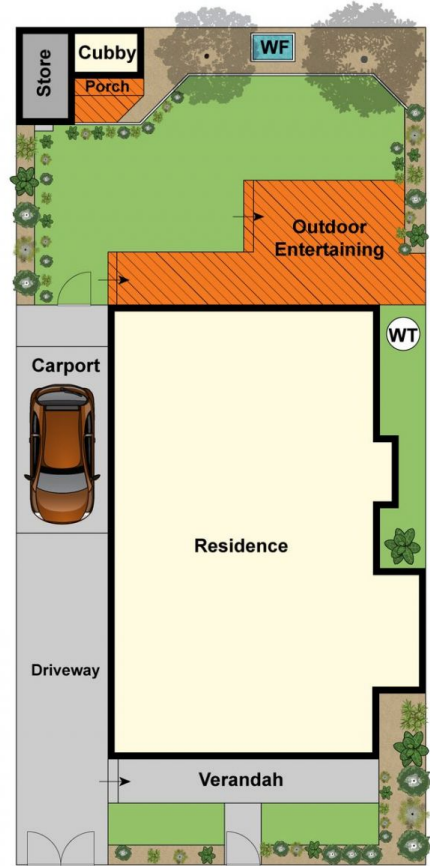 Store
Cubby
Porch
WF
Outdoor
Entertaining
WT
Carport
Residence
Driveway
Verandah